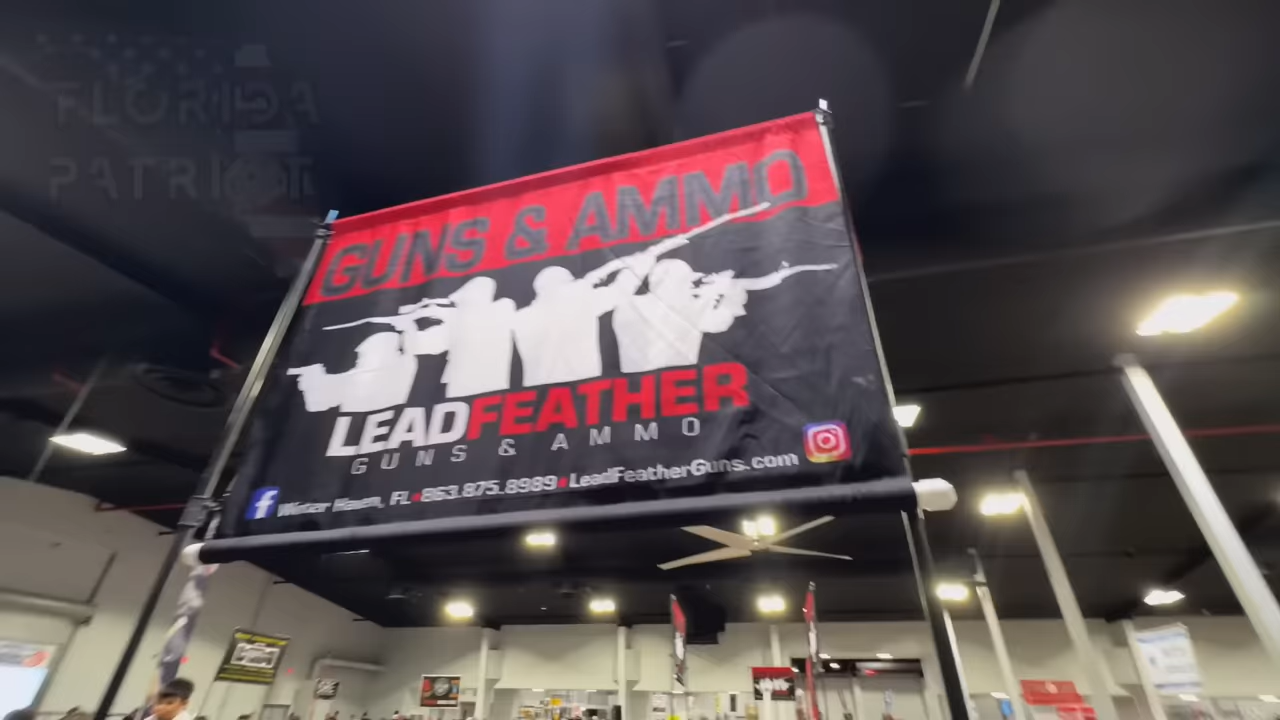 FLORIDA
PATRIOT
GUNS & AMMO
LEADFEATHER
GUNS & AMMO
Winter Haven, FL • 863.875.8989 • LeadFeatherGuns.com